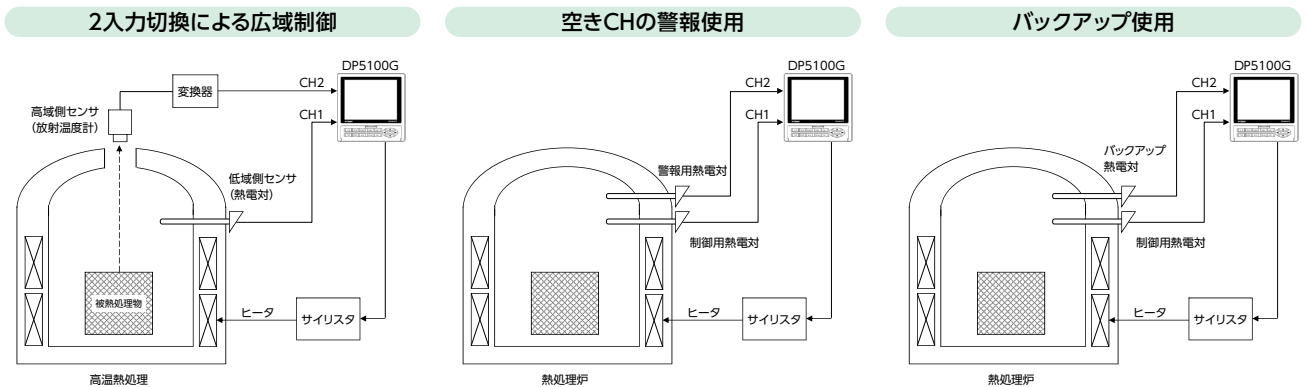 2入力切換による広域制御
DP5100G
変換器
CH2
高域側センサ
(放射温度計)
CH1
低域側センサ
(熱電対)
被熱処理物
ヒータ
サイリスタ
高温熱処理
空きCHの警報使用
DP5100G
CH2
CH1
警報用熱電対
制御用熱電対
ヒータ
サイリスタ
熱処理炉
バックアップ使用
DP5100G
CH2
CH1
バックアップ
熱電対
制御用熱電対
ヒータ
サイリスタ
熱処理炉